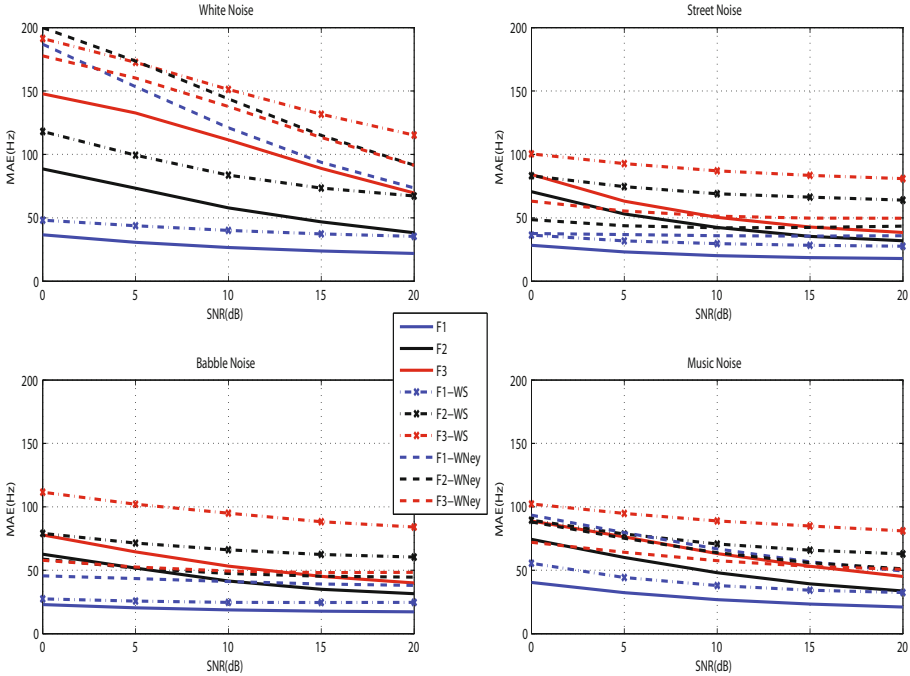 White Noise
200
150
100
50
0
MAE(Hz)
0 5 10 15 20
SNR(dB)
Street Noise
200
150
100
50
0
MAE(Hz)
0 5 10 15 20
SNR(dB)
F1
F2
F3
F1-WS
F2-WS
F3-WS
F1-WNey
F2-WNey
F3-WNey
Babble Noise
200
150
100
50
0
MAE(Hz)
0 5 10 15 20
SNR(dB)
Music Noise
200
150
100
50
0
MAE(Hz)
0 5 10 15 20
SNR(dB)